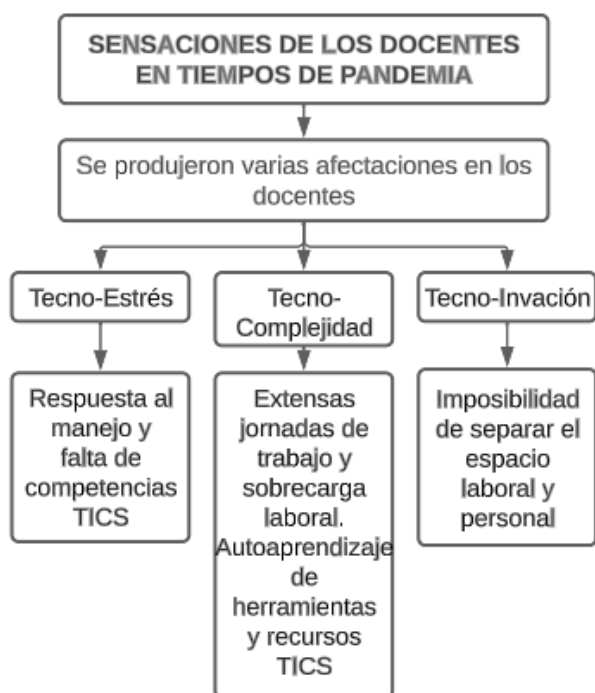 SENSACIONES DE LOS DOCENTES
EN TIEMPOS DE PANDEMIA
Se produjeron varias afectaciones en los
docentes
Tecno-Estrés
Tecno-
Complejidad
Tecno-Invación
Respuesta al
manejo y
falta de
competencias
TICS
Extensas
jornadas de
trabajo y
sobrecarga
laboral.
Autoaprendizaje
de
herramientas
y recursos
TICS
Imposibilidad
de separar el
espacio
laboral y
personal